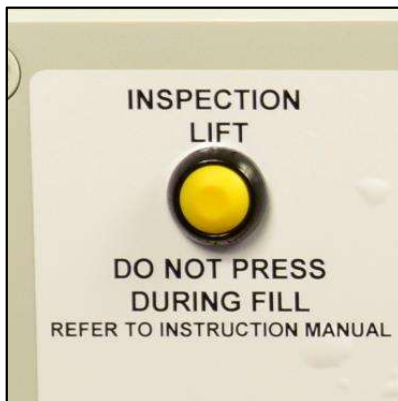 INSPECTION
LIFT
DO NOT PRESS
DURING FILL
REFER TO INSTRUCTION MANUAL